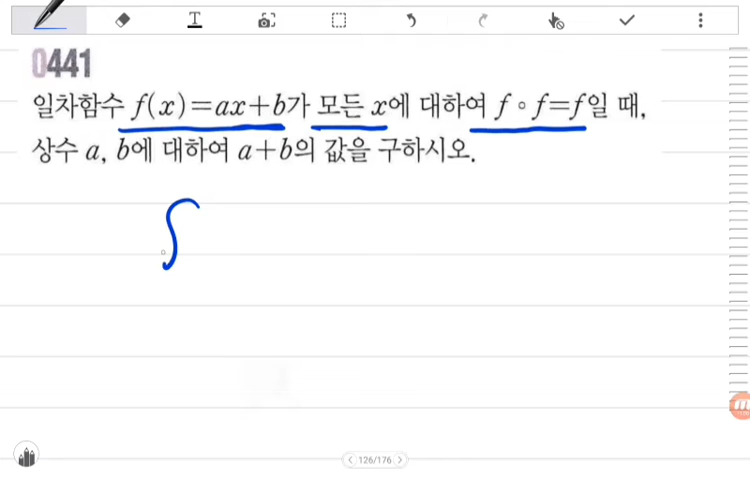 T
0441
일차함수 f(x)=ax+b가 모든 x에 대하여 f∘f=f일 때,
상수 a, b에 대하여 a+b의 값을 구하시오.
126/176